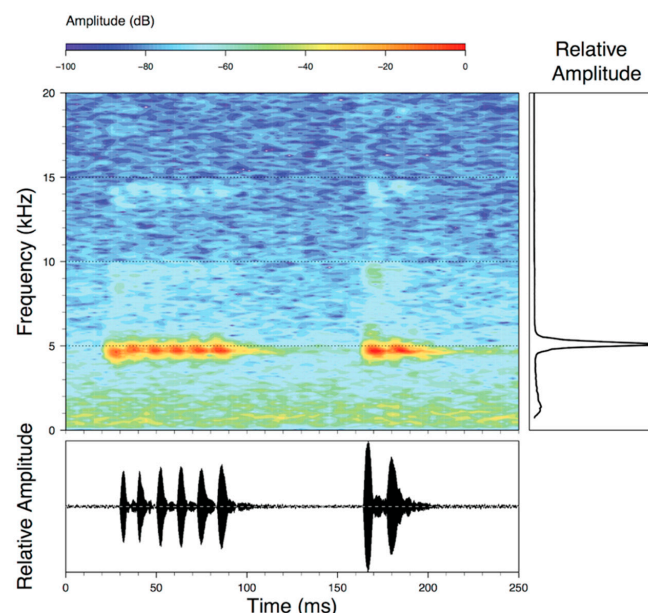 Amplitude (dB)
-100 -80 -60 -40 -20 0
Relative
Amplitude
20
15
10
5
0
Frequency (kHz)
Relative Amplitude
0 50 100 150 200 250
Time (ms)